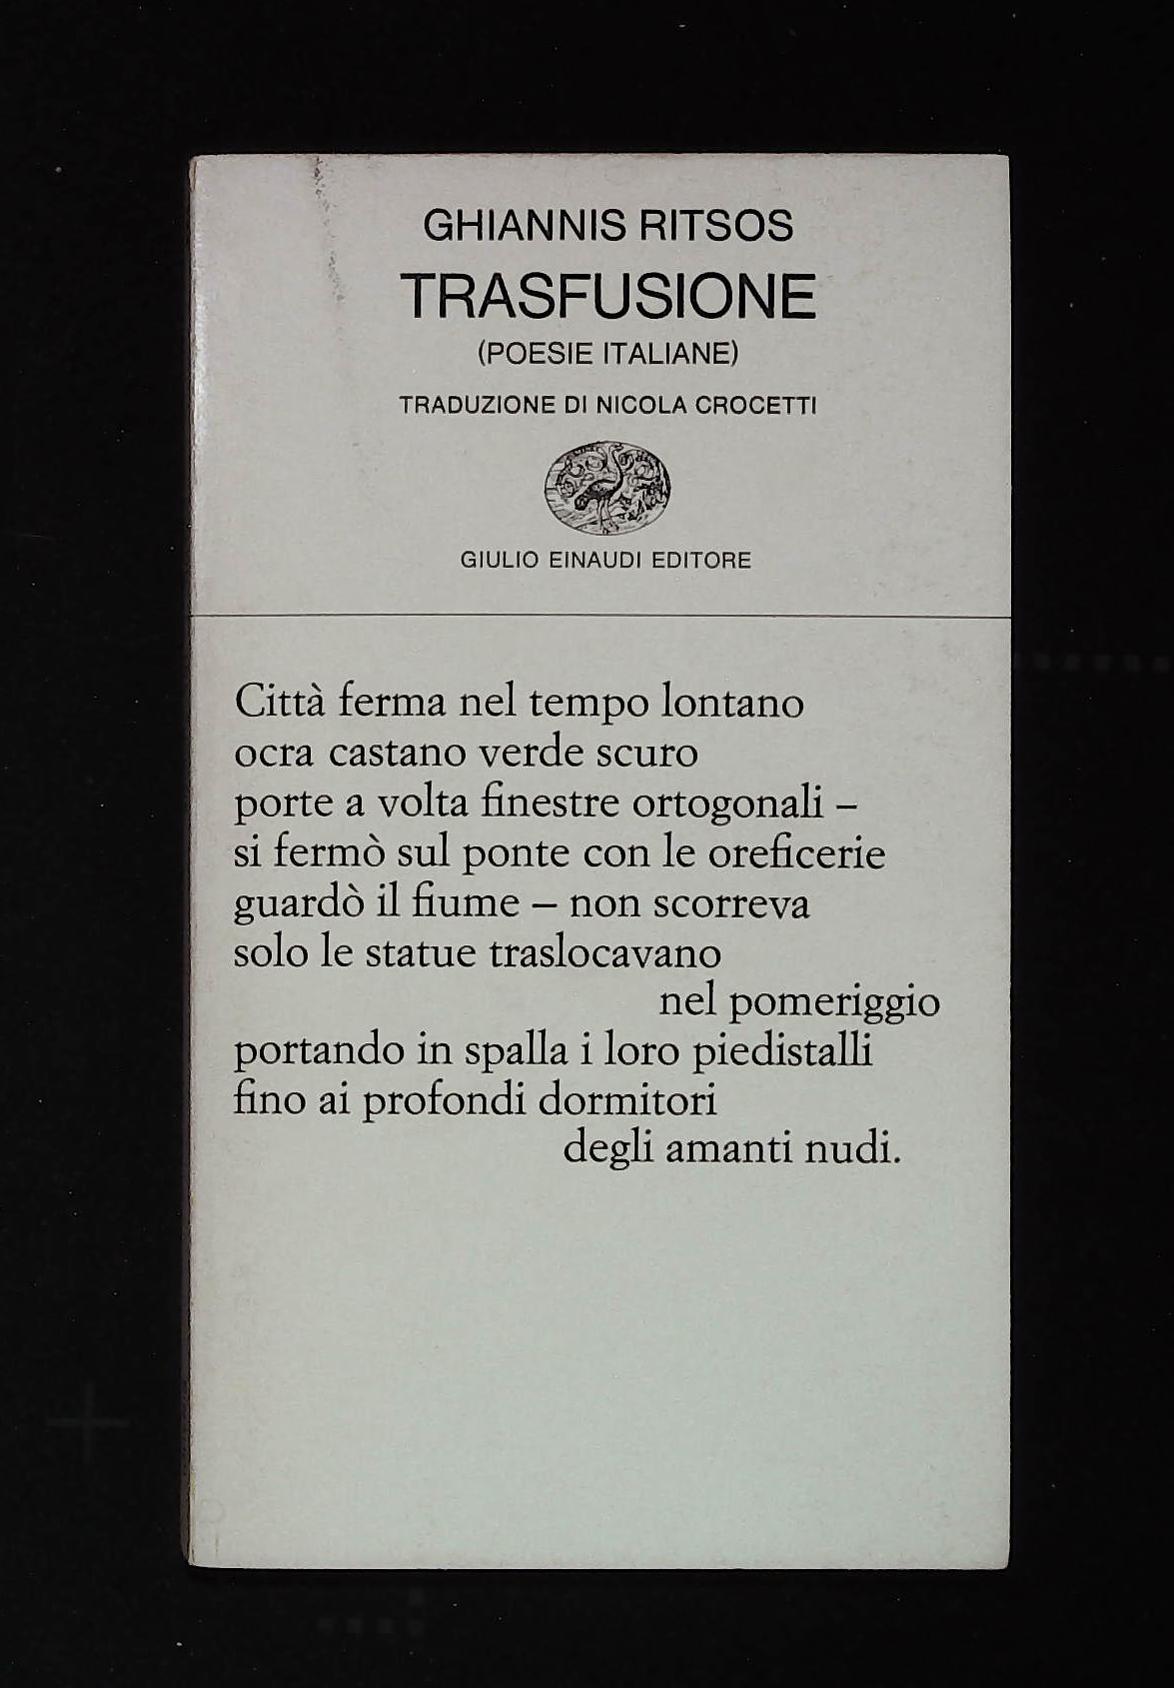 GHIANNIS RITSOS
TRASFUSIONE
(POESIE ITALIANE)
TRADUZIONE DI NICOLA CROCETTI
GIULIO EINAUDI EDITORE
Città ferma nel tempo lontano
ocra castano verde scuro
porte a volta finestre ortogonali –
si fermò sul ponte con le oreficerie
guardò il fiume – non scorreva
solo le statue traslocavano
nel pomeriggio
portando in spalla i loro piedistalli
fino ai profondi dormitori
degli amanti nudi.